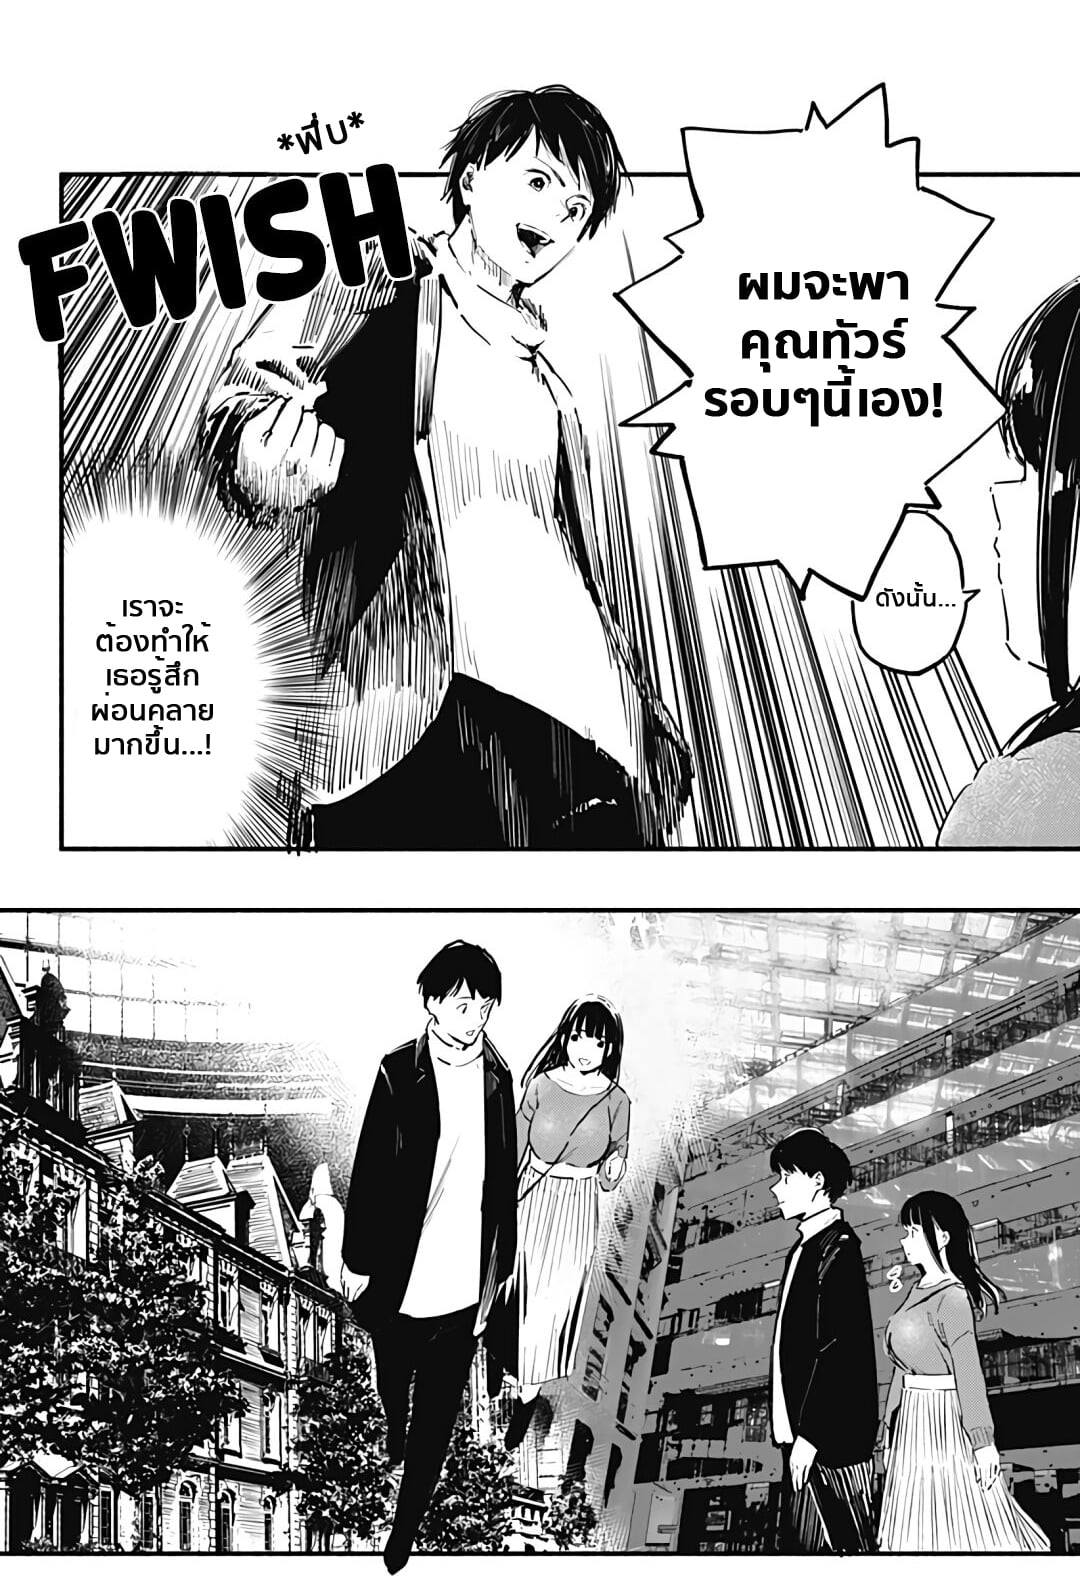 *ฟึ่บ*
FWISH
ผมจะพา
คุณทัวร์
รอบๆนี้เอง!
ดังนั้น...
เราจะ
ต้องทำให้
เธอรู้สึก
ผ่อนคลาย
มากขึ้น...!